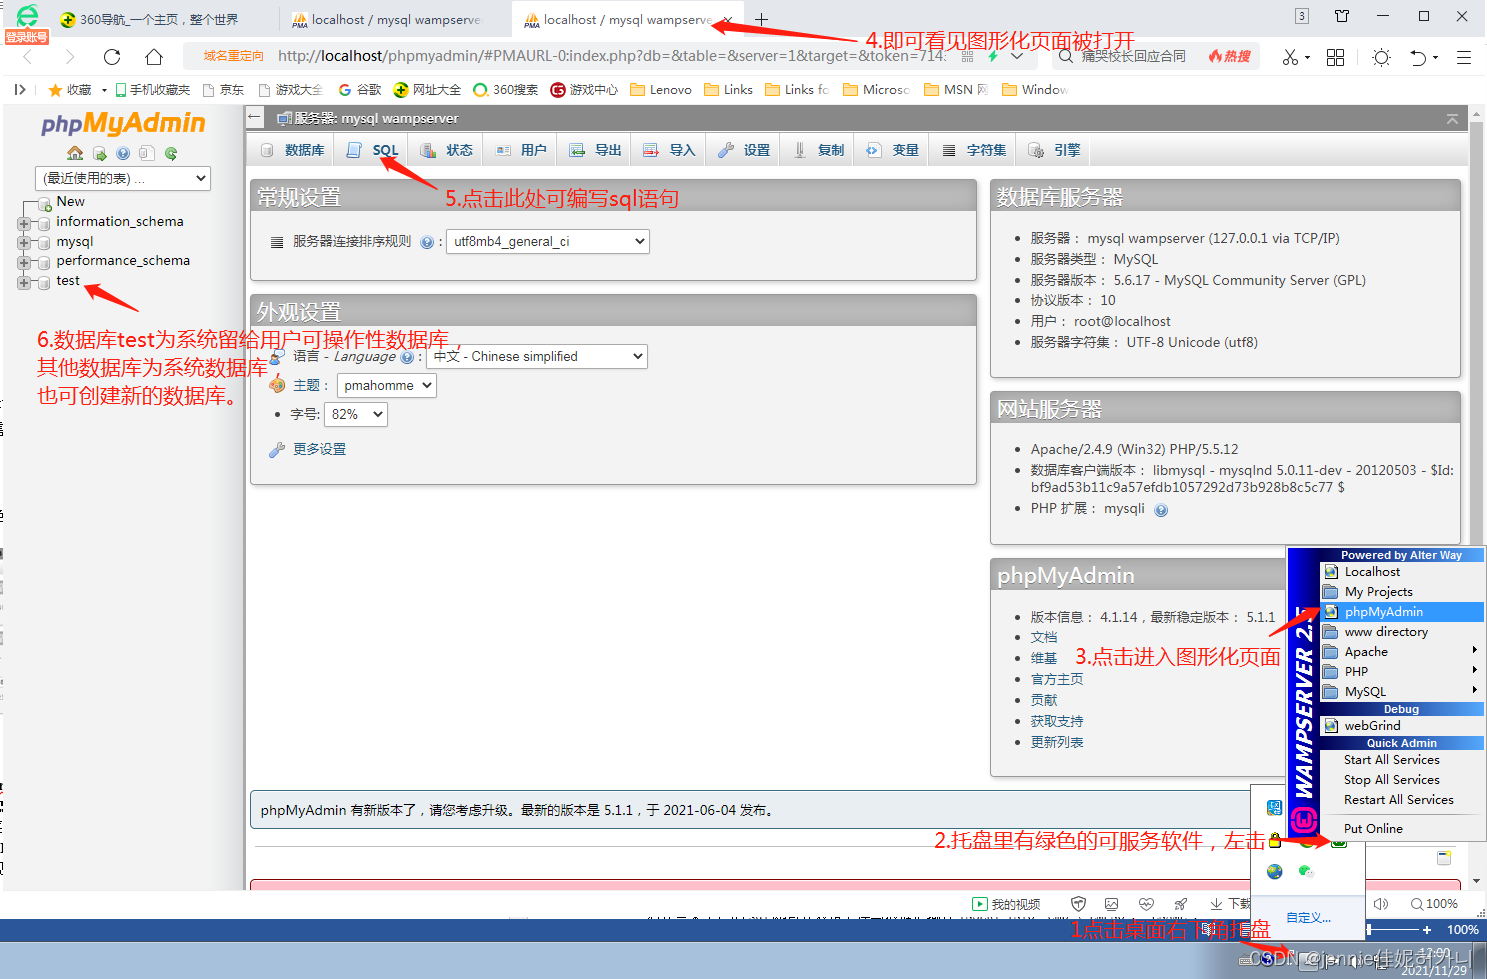 登录账号
360导航_一个主页，整个世界
localhost / mysql wampserve
localhost / mysql wampserve
3
4.即可看见图形化页面被打开
域名重定向
http://localhost/phpmyadmin/#PMAURL-0:index.php?db=&table=&server=1&target=&token=714:
痛哭校长回应合同
热搜
收藏
手机收藏夹
京东
游戏大全
谷歌
网址大全
360搜索
游戏中心
Lenovo
Links
Links fo
Microso
MSN 网
Window
phpMyAdmin
(最近使用的表) ...
New
information_schema
mysql
performance_schema
test
6.数据库test为系统留给用户可操作性数据库，
其他数据库为系统数据库，
也可创建新的数据库。
服务器: mysql wampserver
数据库
SQL
状态
用户
导出
导入
设置
复制
变量
字符集
引擎
5.点击此处可编写sql语句
常规设置
服务器连接排序规则
:
utf8mb4_general_ci
外观设置
语言 - Language
:
中文 - Chinese simplified
主题：
pmahomme
字号:
82%
更多设置
数据库服务器
服务器： mysql wampserver (127.0.0.1 via TCP/IP)
服务器类型： MySQL
服务器版本： 5.6.17 - MySQL Community Server (GPL)
协议版本： 10
用户： root@localhost
服务器字符集： UTF-8 Unicode (utf8)
网站服务器
Apache/2.4.9 (Win32) PHP/5.5.12
数据库客户端版本： libmysql - mysqlnd 5.0.11-dev - 20120503 - $Id:
bf9ad53b11c9a57efdb1057292d73b928b8c5c77 $
PHP 扩展： mysqli
phpMyAdmin
版本信息： 4.1.14，最新稳定版本： 5.1.1
文档
维基
官方主页
贡献
获取支持
更新列表
3.点击进入图形化页面
WAMPSERVER 2.5
Powered by Alter Way
Localhost
My Projects
phpMyAdmin
www directory
Apache
PHP
MySQL
Debug
webGrind
Quick Admin
Start All Services
Stop All Services
Restart All Services
Put Online
phpMyAdmin 有新版本了，请您考虑升级。最新的版本是 5.1.1，于 2021-06-04 发布。
2.托盘里有绿色的可服务软件，左击
自定义...
我的视频
下载
100%
100%
1点击桌面右下的托盘
12:00
2021/11/29
CSDN @jennie佳妮